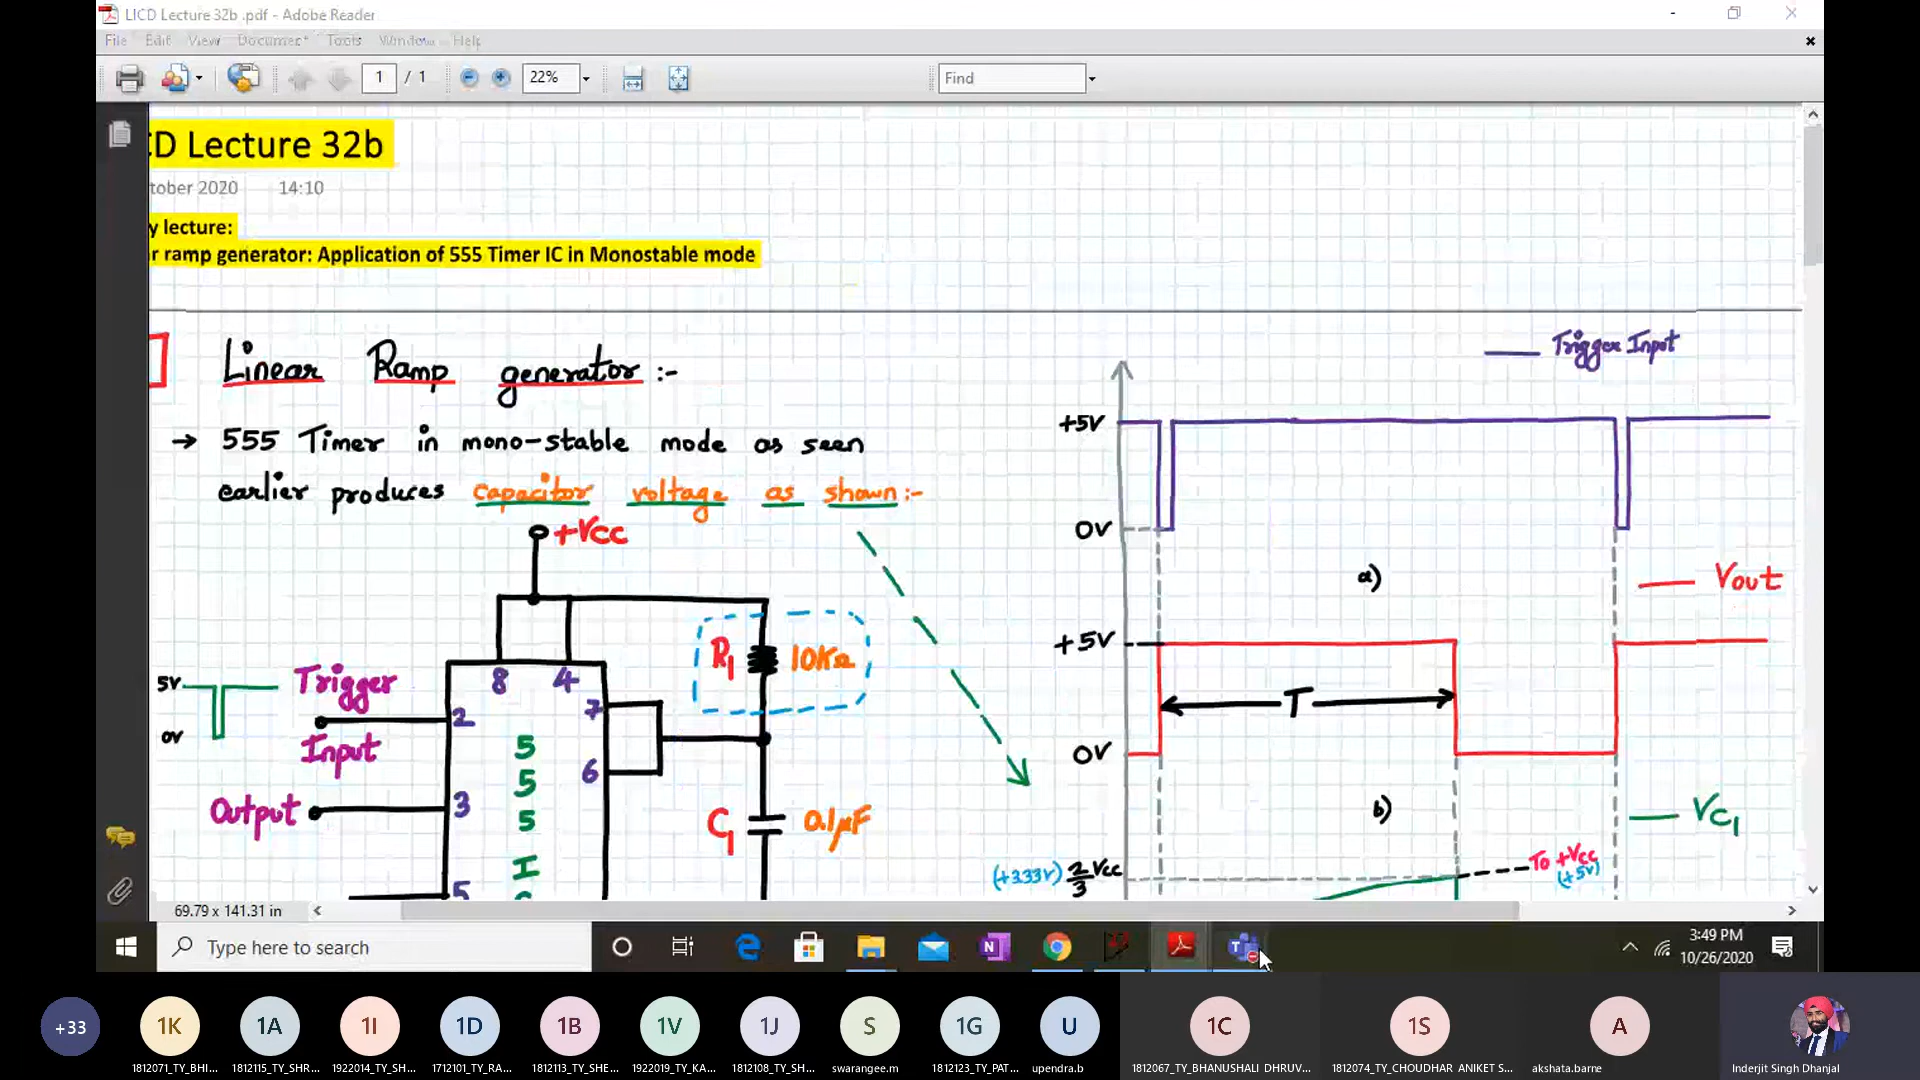 LICD Lecture 32b .pdf - Adobe Reader
File Edit View Document Tools Window Help
1 / 1
22%
Find
CD Lecture 32b
tober 2020 14:10
y lecture:
r ramp generator: Application of 555 Timer IC in Monostable mode
Linear Ramp generator :-
→ 555 Timer in mono-stable mode as seen
earlier produces capacitor voltage as shown:-
+Vcc
R1 10KΩ
8 4
5V
0V
Trigger
Input
2
7
6
Output
3
5
5
5
5
I
C1 0.1µF
Trigger Input
+5V
0V
a)
Vout
+5V
T
0V
b)
VC1
(+3.33V) 2/3 Vcc
To +Vcc
(+5V)
69.79 x 141.31 in
Type here to search
3:49 PM
10/26/2020
+33
1K
1A
1I
1D
1B
1V
1J
S
1G
U
1C
1S
A
1812071_TY_BHI...
1812115_TY_SHR...
1922014_TY_SH...
1712101_TY_RA...
1812113_TY_SHE...
1922019_TY_KA...
1812108_TY_SH...
swarangee.m
1812123_TY_PAT...
upendra.b
1812067_TY_BHANUSHALI DHRUV...
1812074_TY_CHOUDHAR ANIKET S...
akshata.barne
Inderjit Singh Dhanjal